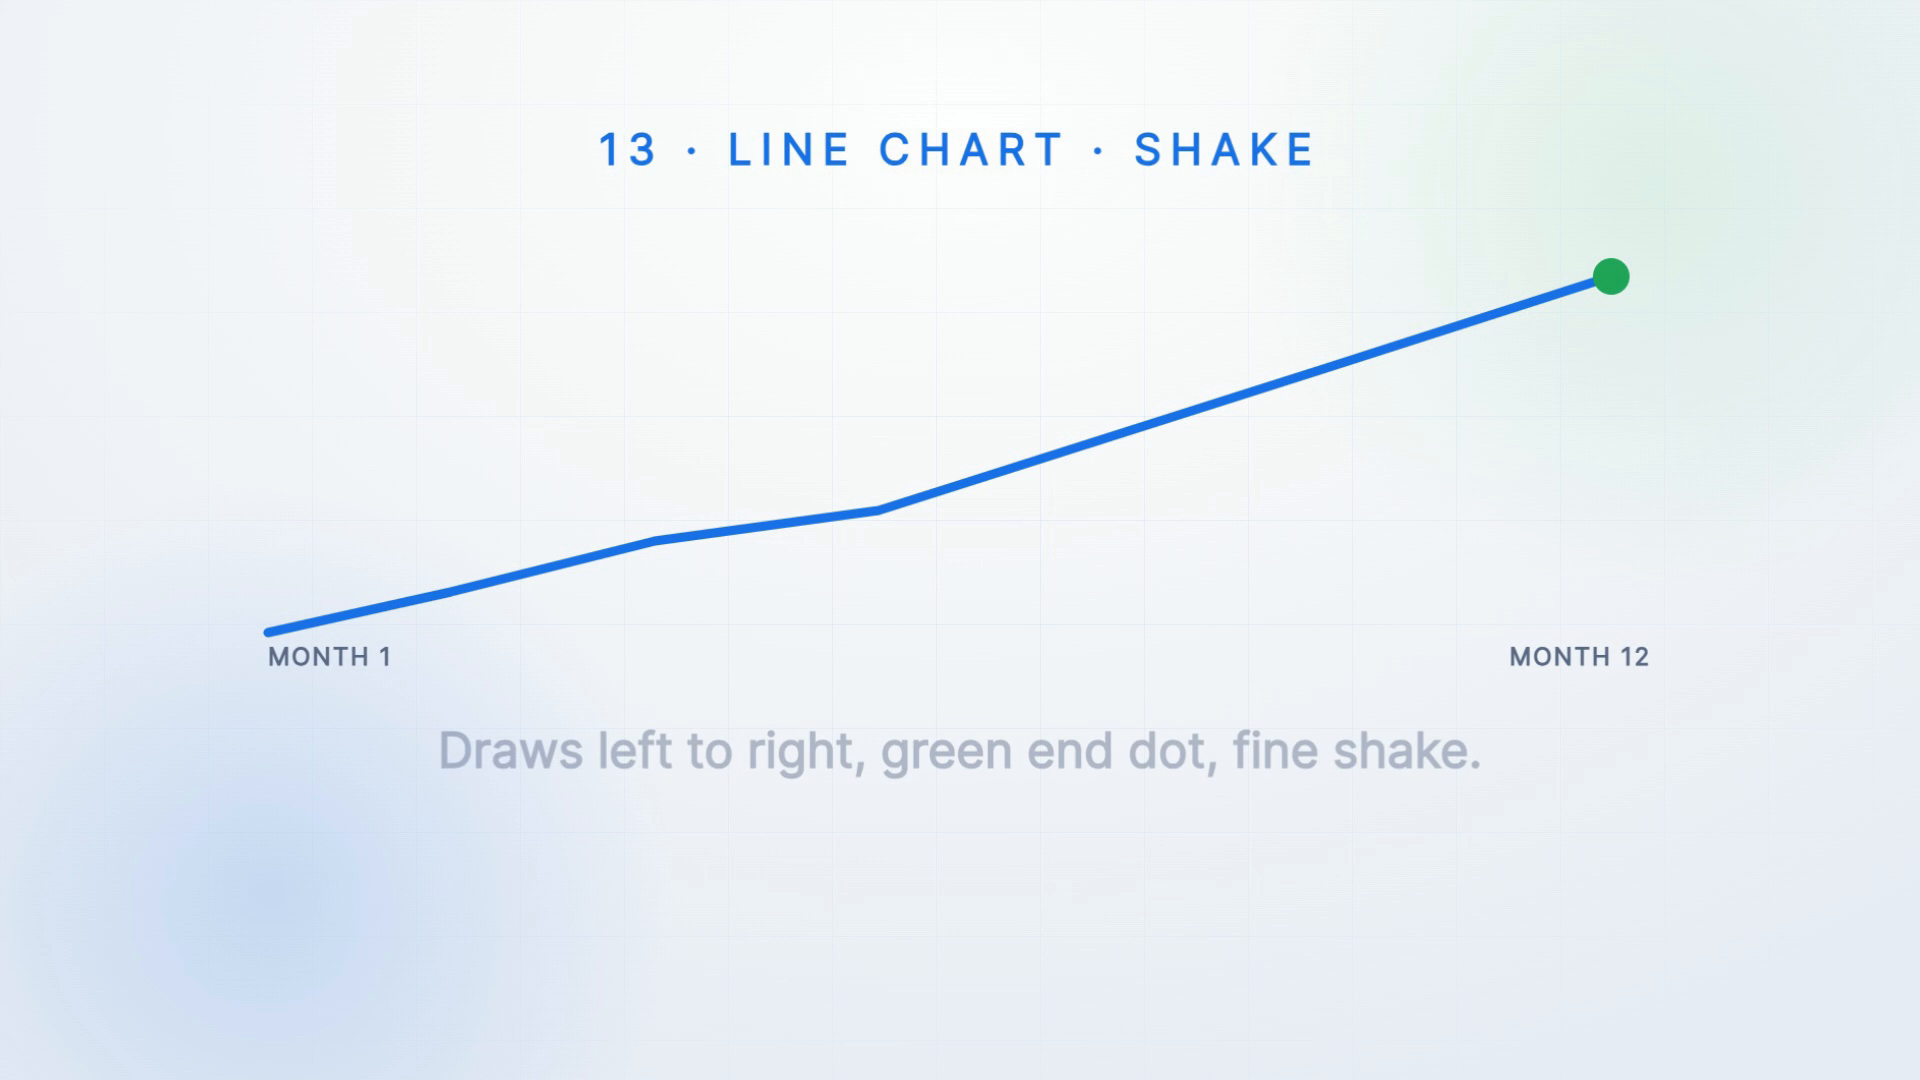 13 · LINE CHART · SHAKE
MONTH 1
MONTH 12
Draws left to right, green end dot, fine shake.